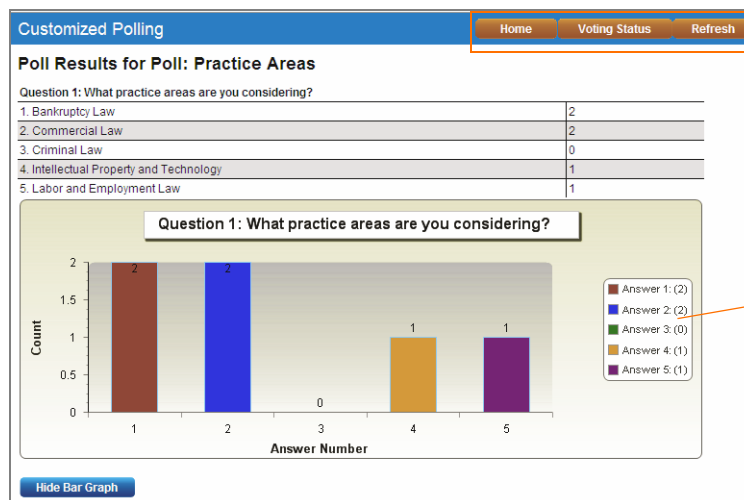 Customized Polling
Home Voting Status Refresh
Poll Results for Poll: Practice Areas
Question 1: What practice areas are you considering?
1. Bankruptcy Law 2
2. Commercial Law 2
3. Criminal Law 0
4. Intellectual Property and Technology 1
5. Labor and Employment Law 1
Question 1: What practice areas are you considering?
2
1.5
1
0.5
0
Count
2 2 0 1 1
1 2 3 4 5
Answer Number
Answer 1: (2)
Answer 2: (2)
Answer 3: (0)
Answer 4: (1)
Answer 5: (1)
Hide Bar Graph